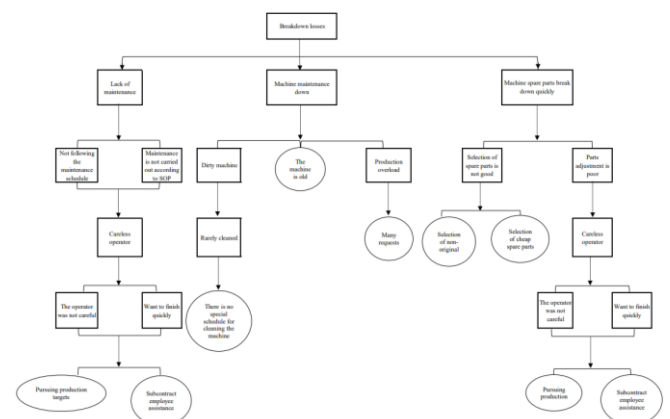 Breakdown losses
Lack of
maintenance
Machine maintenance
down
Machine spare parts break
down quickly
Not following
the
maintenance
schedule
Maintenance
is not carried
out according
to SOP
Dirty machine
The
machine
is old
Production
overload
Selection of
spare parts is
not good
Parts
adjustment is
poor
Careless
operator
Rarely cleaned
Many
requests
Selection
of non-
original
Selection
of cheap
spare parts
Careless
operator
The operator
was not careful
Want to finish
quickly
There is no
special
schedule for
cleaning the
machine
The operator
was not
careful
Want to finish
quickly
Pursuing production
targets
Subcontract
employee
assistance
Pursuing
production
Subcontract
employee
assistance